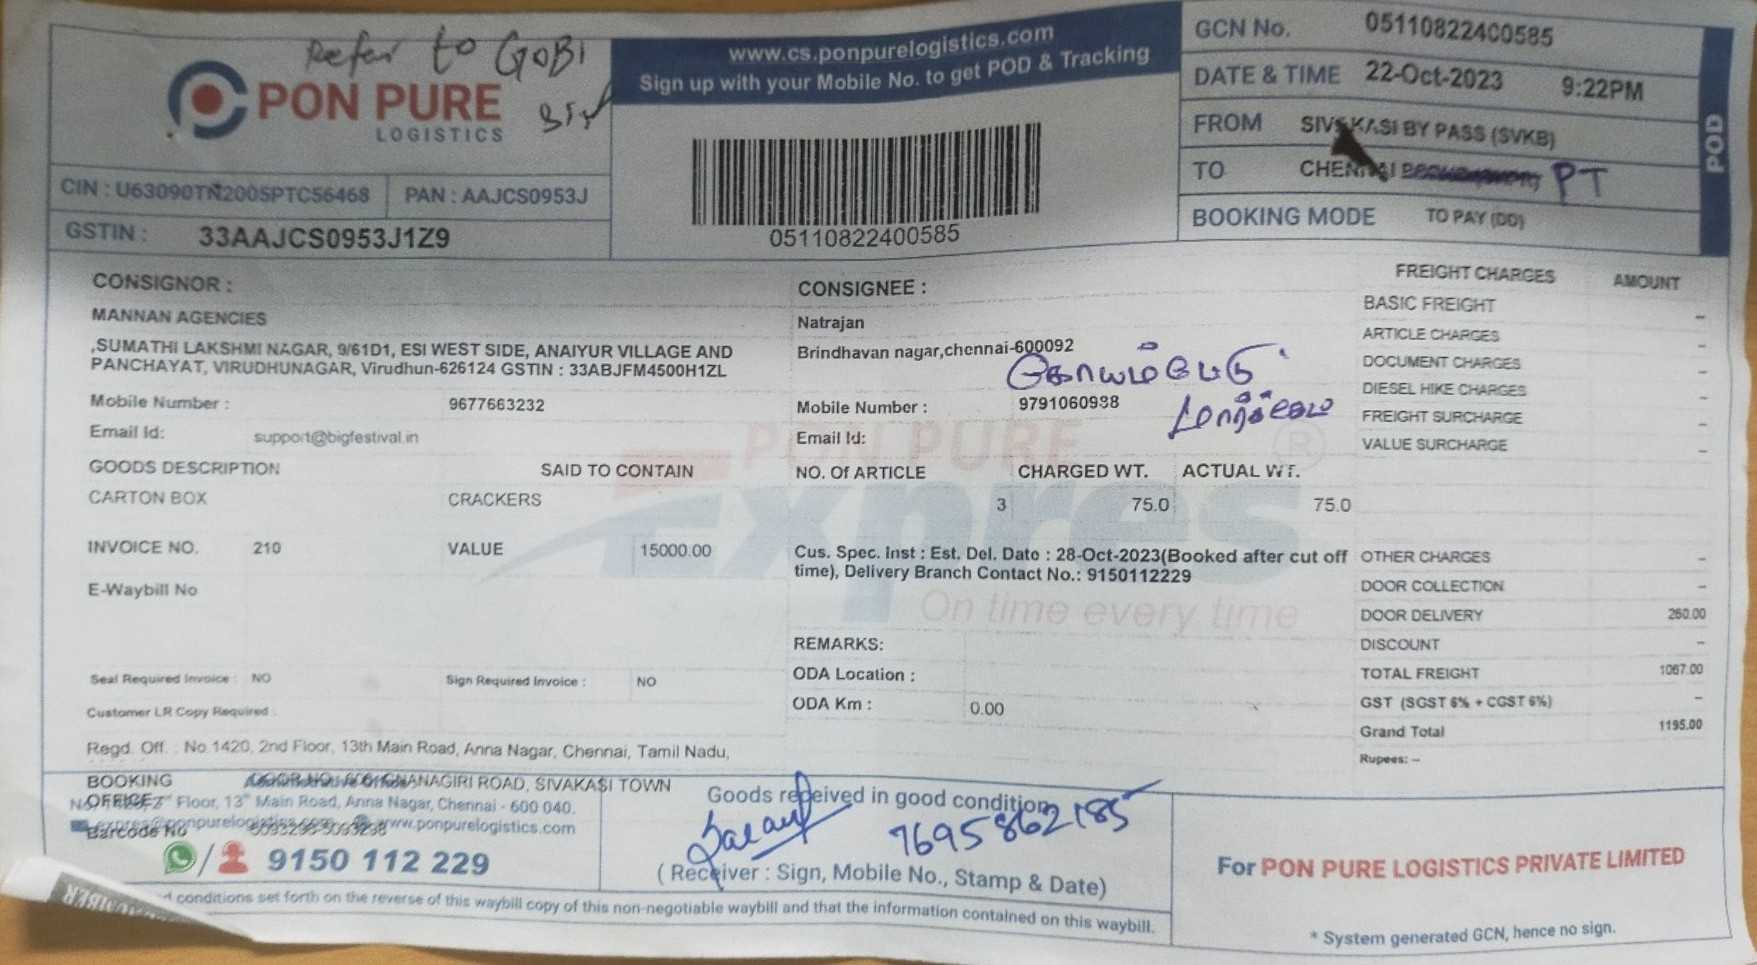 Refer to GOBI
PON PURE
LOGISTICS
CIN : U63090TN2005PTC56468
PAN : AAJCS0953J
GSTIN : 33AAJCS0953J1Z9
www.cs.ponpurelogistics.com
Sign up with your Mobile No. to get POD & Tracking
05110822400585
GCN No. 05110822400585
DATE & TIME 22-Oct-2023 9:22PM
FROM SIVAKASI BY PASS (SVKB)
TO CHENNAI PT
BOOKING MODE TO PAY (DD)
POD
CONSIGNOR :
MANNAN AGENCIES
,SUMATHI LAKSHMI NAGAR, 9/61D1, ESI WEST SIDE, ANAIYUR VILLAGE AND
PANCHAYAT, VIRUDHUNAGAR, Virudhun-626124 GSTIN : 33ABJFM4500H1ZL
Mobile Number : 9677663232
Email Id: support@bigfestival.in
GOODS DESCRIPTION SAID TO CONTAIN
CARTON BOX CRACKERS
INVOICE NO. 210 VALUE 15000.00
E-Waybill No
Seal Required Invoice : NO Sign Required Invoice : NO
Customer LR Copy Required :
Regd. Off. : No.1420, 2nd Floor, 13th Main Road, Anna Nagar, Chennai, Tamil Nadu,
CONSIGNEE :
Natrajan
Brindhavan nagar,chennai-600092
கோயம்பேடு
மார்க்கெட்
Mobile Number : 9791060938
Email Id:
PON PURE
Expres
On time every time
NO. Of ARTICLE CHARGED WT. ACTUAL WT.
3 75.0 75.0
Cus. Spec. Inst : Est. Del. Date : 28-Oct-2023(Booked after cut off
time), Delivery Branch Contact No.: 9150112229
REMARKS:
ODA Location :
ODA Km : 0.00
FREIGHT CHARGES AMOUNT
BASIC FREIGHT –
ARTICLE CHARGES –
DOCUMENT CHARGES –
DIESEL HIKE CHARGES –
FREIGHT SURCHARGE –
VALUE SURCHARGE –
OTHER CHARGES –
DOOR COLLECTION –
DOOR DELIVERY 260.00
DISCOUNT –
TOTAL FREIGHT 1067.00
GST (SGST 6% + CGST 6%) –
Grand Total 1195.00
Rupees: –
BOOKING GNANAGIRI ROAD, SIVAKASI TOWN
OFFICE Floor, 13th Main Road, Anna Nagar, Chennai - 600 040.
Barcode No www.ponpurelogistics.com
9150 112 229
Goods received in good condition
7695862185
( Receiver : Sign, Mobile No., Stamp & Date)
For PON PURE LOGISTICS PRIVATE LIMITED
conditions set forth on the reverse of this waybill copy of this non-negotiable waybill and that the information contained on this waybill.
* System generated GCN, hence no sign.